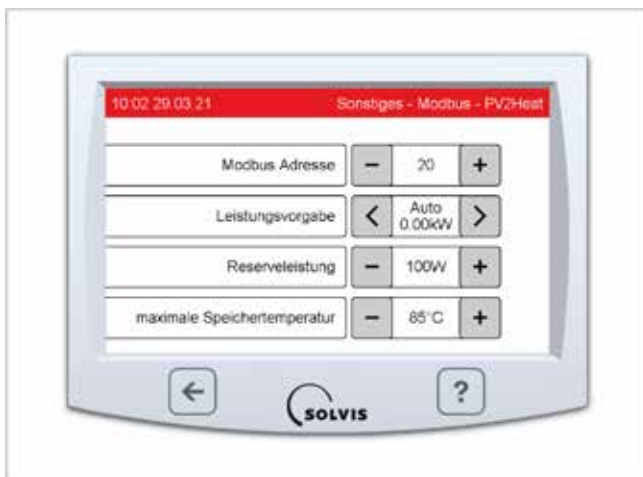 10:02 29.03.21 Sonstiges - Modbus - PV2Heat
Modbus Adresse − 20 +
Leistungsvorgabe < Auto 0.00kW >
Reserveleistung − 100W +
maximale Speichertemperatur − 85°C +
?
SOLVIS